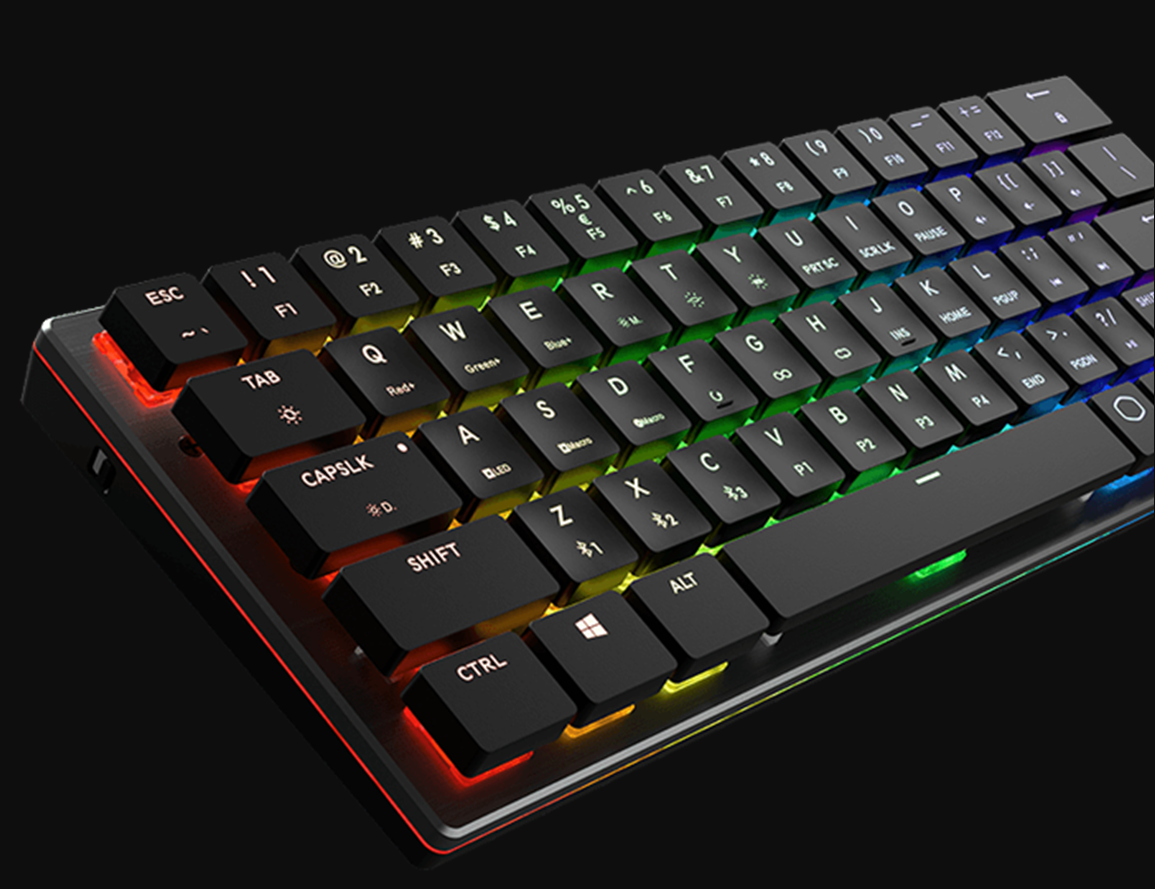 ESC ~ `
! 1 F1
@ 2 F2
# 3 F3
$ 4 F4
% 5 € F5
^ 6 F6
& 7 F7
* 8 F8
( 9 F9
) 0 F10
_ - F11
+ = F12
TAB
Q Red+
W Green+
E Blue+
R M.
T
Y
U PRTSC
I SCRLK
O PAUSE
P
{ [
} ]
| \
CAPSLK D.
A LED
S Macro
D Macro
F
G
H
J INS
K HOME
L PGUP
: ;
" '
SHIFT
Z 1
X 2
C 3
V P1
B P2
N P3
M P4
< , END
> . PGDN
? /
SHIF
CTRL
ALT